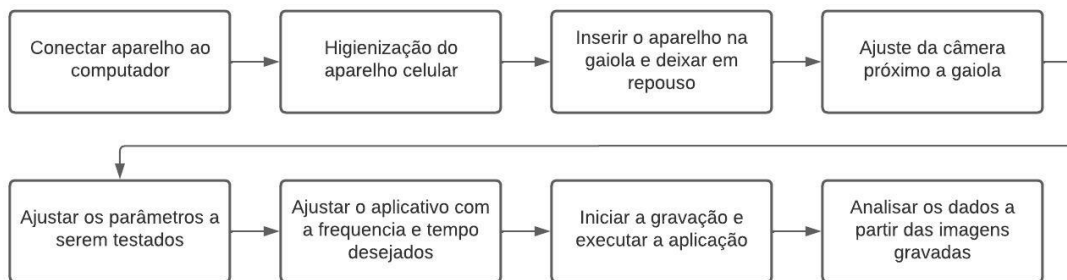 Conectar aparelho ao
computador
Higienização do
aparelho celular
Inserir o aparelho na
gaiola e deixar em
repouso
Ajuste da câmera
próximo a gaiola
Ajustar os parâmetros a
serem testados
Ajustar o aplicativo com
a frequencia e tempo
desejados
Iniciar a gravação e
executar a aplicação
Analisar os dados a
partir das imagens
gravadas